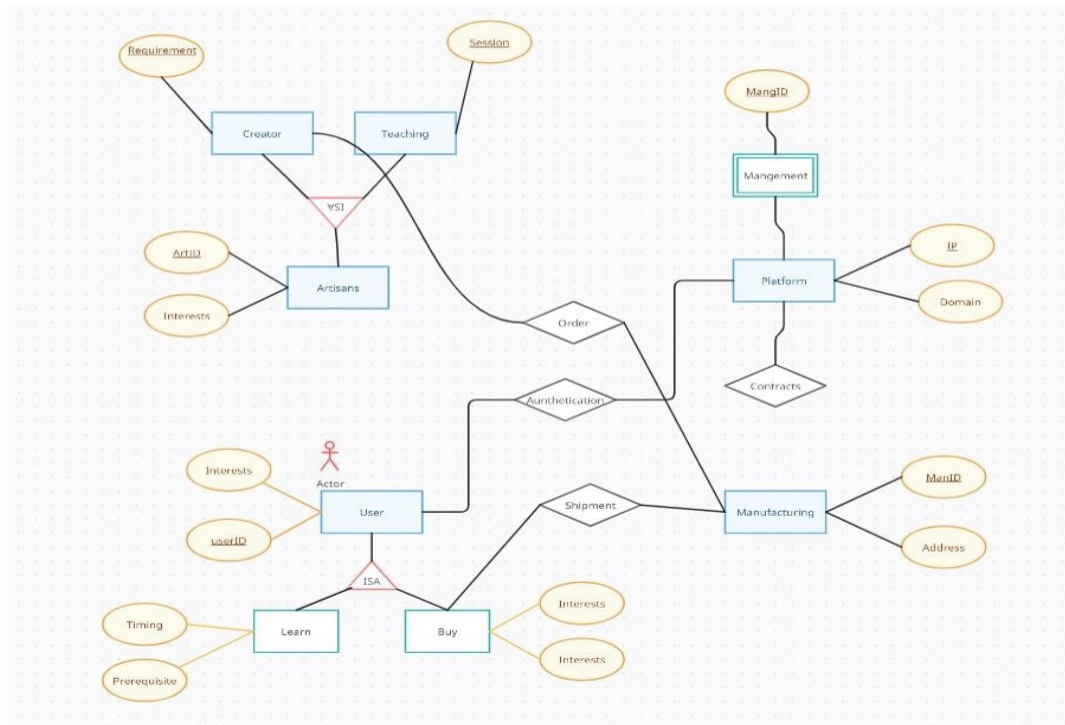 Requirement
Session
Creator
Teaching
MangID
Mangement
ISA
ArtID
IP
Artisans
Platform
Interests
Domain
Order
Contracts
Aunthetication
Interests
Actor
ManID
User
Shipment
Manufacturing
userID
Address
ISA
Interests
Timing
Learn
Buy
Interests
Prerequisite